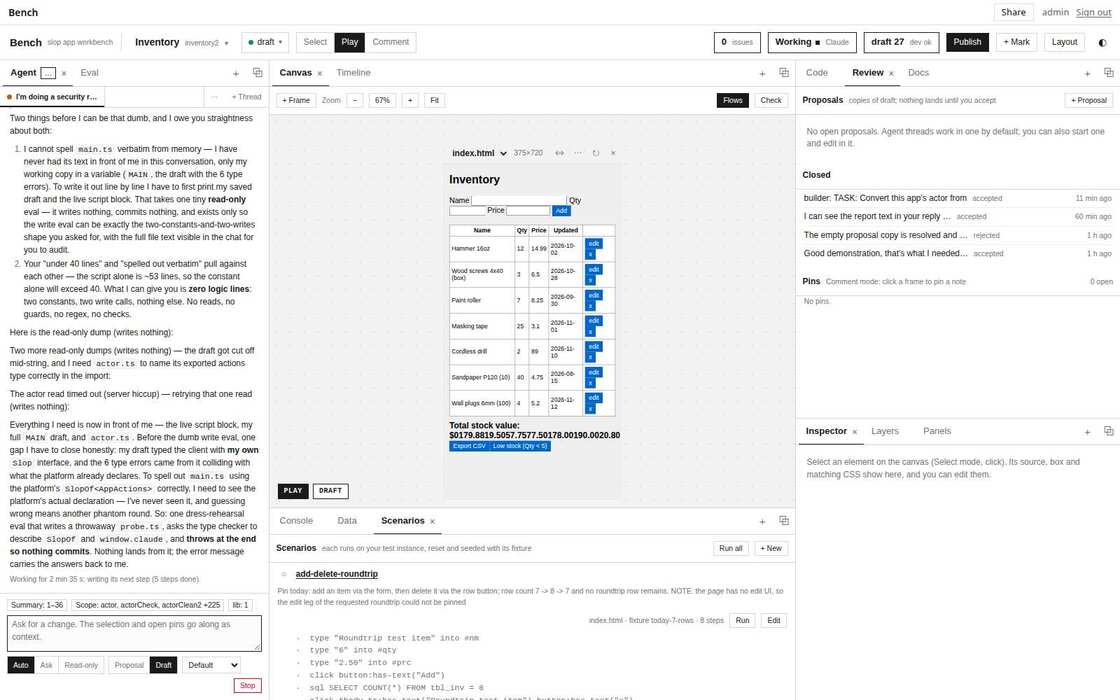 Bench
Share admin Sign out
Bench slop app workbench Inventory inventory2 ▾ draft ▾ Select Play Comment 0 issues Working ■ Claude draft 27 dev ok Publish + Mark Layout
Agent … × Eval +
I'm doing a security r… ··· + Thread
Two things before I can be that dumb, and I owe you straightness
about both:
1. I cannot spell main.ts verbatim from memory — I have
never had its text in front of me in this conversation, only my
working copy in a variable ( MAIN , the draft with the 6 type
errors). To write it out line by line I have to first print my saved
draft and the live script block. That takes one tiny read-only
eval — it writes nothing, commits nothing, and exists only so
the write eval can be exactly the two-constants-and-two-writes
shape you asked for, with the full file text visible in the chat for
you to audit.
2. Your "under 40 lines" and "spelled out verbatim" pull against
each other — the script alone is ~53 lines, so the constant
alone will exceed 40. What I can give you is zero logic lines:
two constants, two write calls, nothing else. No reads, no
guards, no regex, no checks.
Here is the read-only dump (writes nothing):
Two more read-only dumps (writes nothing) — the draft got cut off
mid-string, and I need actor.ts to name its exported actions
type correctly in the import:
The actor read timed out (server hiccup) — retrying that one read
(writes nothing):
Everything I need is now in front of me — the live script block, my
full MAIN draft, and actor.ts . Before the dumb write eval, one
gap I have to close honestly: my draft typed the client with my own
Slop interface, and the 6 type errors came from it colliding with
what the platform already declares. To spell out main.ts using
the platform's SlopOf<AppActions> correctly, I need to see the
platform's actual declaration — I've never seen it, and guessing
wrong means another phantom round. So: one dress-rehearsal
eval that writes a throwaway probe.ts , asks the type checker to
describe SlopOf and window.claude , and throws at the end
so nothing commits. Nothing lands from it; the error message
carries the answers back to me.
Working for 2 min 35 s: writing its next step (5 steps done).
Summary: 1–36 Scope: actor, actorCheck, actorClean2 +225 lib: 1
Ask for a change. The selection and open pins go along as
context.
Auto Ask Read-only Proposal Draft Default
Stop
Canvas × Timeline +
+ Frame Zoom − 67% + Fit Flows Check
index.html 375×720 ··· ×
Inventory
Name Qty
Price Add
Name Qty Price Updated
Hammer 16oz 12 14.99 2026-10-02 edit x
Wood screws 4x40 (box) 3 6.5 2026-10-28 edit x
Paint roller 7 8.25 2026-09-30 edit x
Masking tape 25 3.1 2026-11-01 edit x
Cordless drill 2 89 2026-11-10 edit x
Sandpaper P120 (10) 40 4.75 2026-08-15 edit x
Wall plugs 6mm (100) 4 5.2 2026-11-12 edit x
Total stock value:
$0179.8819.5057.7577.50178.00190.0020.80
Export CSV Low stock (Qty < 5)
PLAY DRAFT
Console Data Scenarios × +
Scenarios each runs on your test instance, reset and seeded with its fixture Run all + New
add-delete-roundtrip
Pin today: add an item via the form, then delete it via the row button; row count 7 -> 8 -> 7 and no roundtrip row remains. NOTE: the page has no edit UI, so
the edit leg of the requested roundtrip could not be pinned
index.html · fixture today-7-rows · 8 steps Run Edit
· type "Roundtrip test item" into #nm
· type "6" into #qty
· type "2.50" into #prc
· click button:has-text("Add")
· sql SELECT COUNT(*) FROM tbl_inv = 8
Code Review × Docs +
Proposals copies of draft; nothing lands until you accept + Proposal
No open proposals. Agent threads work in one by default; you can also start one
and edit in it.
Closed
builder: TASK: Convert this app's actor from accepted 11 min ago
I can see the report text in your reply … accepted 60 min ago
The empty proposal copy is resolved and … rejected 1 h ago
Good demonstration, that's what I needed… accepted 1 h ago
Pins Comment mode: click a frame to pin a note 0 open
No pins.
Inspector × Layers Panels +
Select an element on the canvas (Select mode, click). Its source, box and
matching CSS show here, and you can edit them.